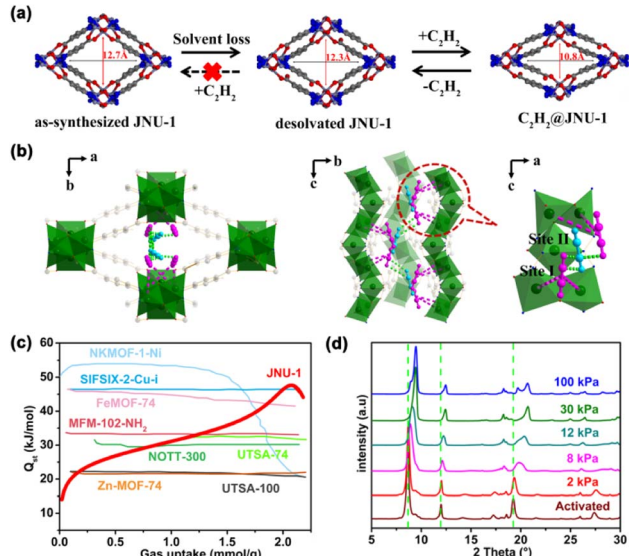 (a)
12.7Å
as-synthesized JNU-1
Solvent loss
+C₂H₂
12.3Å
desolvated JNU-1
+C₂H₂
-C₂H₂
10.8Å
C₂H₂@JNU-1
(b)
a
b
b
c
a
c
Site II
Site I
(c)
Qst (kJ/mol)
60
50
40
30
20
10
0
NKMOF-1-Ni
JNU-1
SIFSIX-2-Cu-i
FeMOF-74
MFM-102-NH₂
NOTT-300
UTSA-74
Zn-MOF-74
UTSA-100
0.0
0.5
1.0
1.5
2.0
Gas uptake (mmol/g)
(d)
intensity (a.u)
100 kPa
30 kPa
12 kPa
8 kPa
2 kPa
Activated
5
10
15
20
25
30
2 Theta (°)